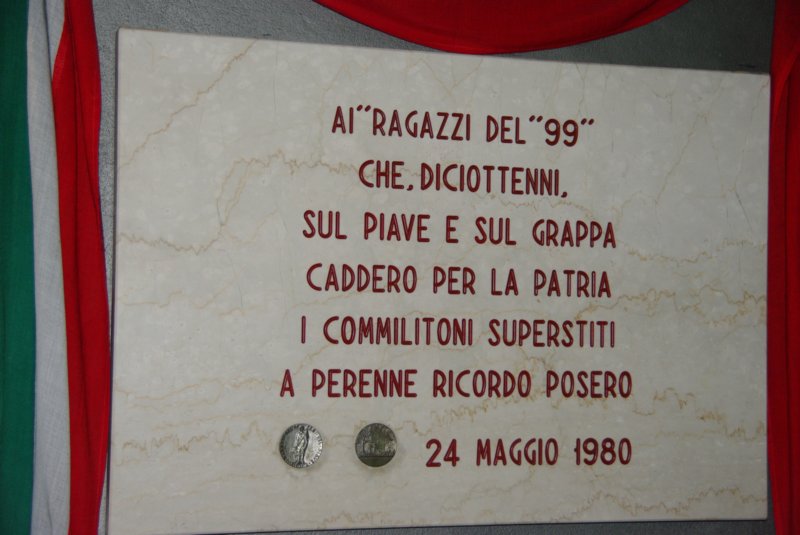 AI "RAGAZZI DEL "99"
CHE, DICIOTTENNI,
SUL PIAVE E SUL GRAPPA
CADDERO PER LA PATRIA
I COMMILITONI SUPERSTITI
A PERENNE RICORDO POSERO
24 MAGGIO 1980